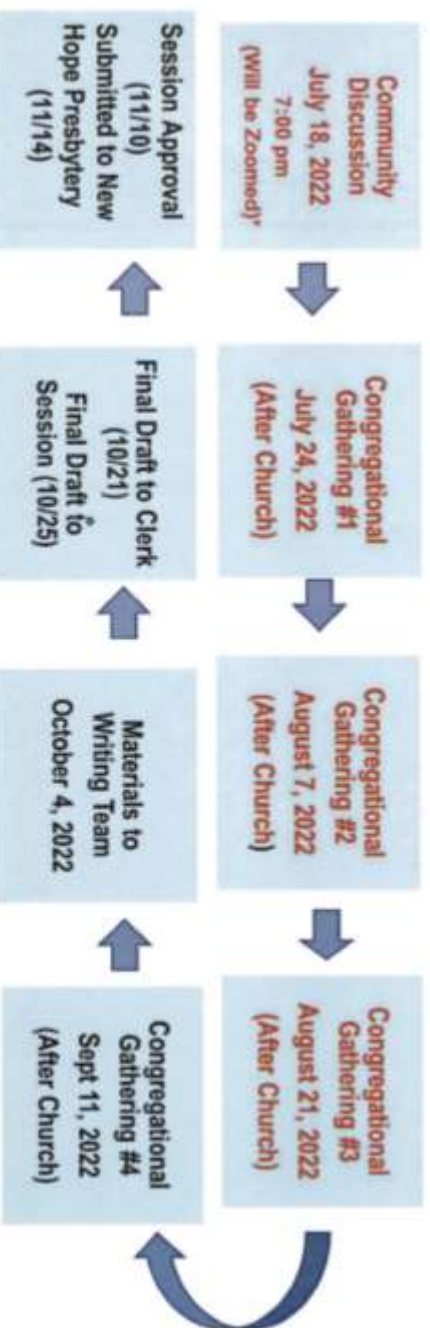 Community
Discussion
July 18, 2022
7:00 pm
(Will be Zoomed)*
Congregational
Gathering #1
July 24, 2022
(After Church)
Congregational
Gathering #2
August 7, 2022
(After Church)
Congregational
Gathering #3
August 21, 2022
(After Church)
Congregational
Gathering #4
Sept 11, 2022
(After Church)
Materials to
Writing Team
October 4, 2022
Final Draft to Clerk
(10/21)
Final Draft to
Session (10/25)
Session Approval
(11/10)
Submitted to New
Hope Presbytery
(11/14)